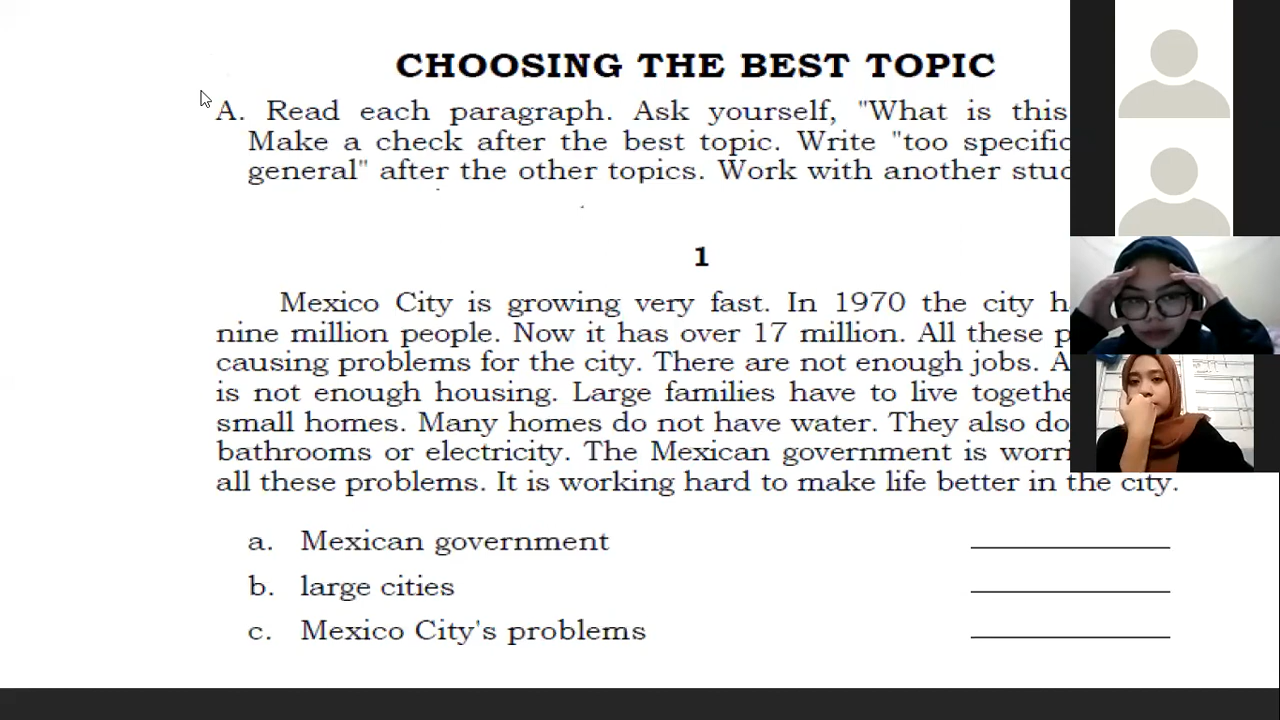 CHOOSING THE BEST TOPIC
A. Read each paragraph. Ask yourself, "What is this
Make a check after the best topic. Write "too specific
general" after the other topics. Work with another
1
Mexico City is growing very fast. In 1970 the city
nine million people. Now it has over 17 million. All these
causing problems for the city. There are not enough jobs.
is not enough housing. Large families have to live
small homes. Many homes do not have water. They also do
bathrooms or electricity. The Mexican government is
all these problems. It is working hard to make life better in the city.
a. Mexican government
b. large cities
c. Mexico City's problems